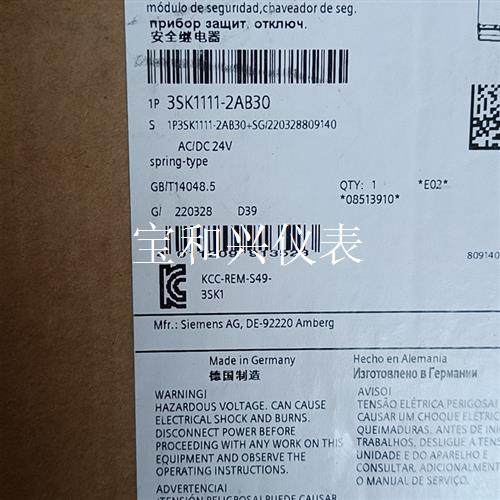 módulo de seguridad,chaveador de seg.
прибор защит. отключ.
安全继电器
1P 3SK1111-2AB30
S 1P3SK1111-2AB30+SG/220328809140
AC/DC 24V
spring-type
GB/T14048.5
QTY: 1 *E02*
*08513910*
G/ 220328 D39
宝和兴仪表
809140
KCC-REM-S49-
3SK1
Mfr.: Siemens AG, DE-92220 Amberg
Made in Germany
德国制造
Hecho en Alemania
Изготовлено в Германии
WARNING!
HAZARDOUS VOLTAGE. CAN CAUSE
ELECTRICAL SHOCK AND BURNS.
DISCONNECT POWER BEFORE
PROCEEDING WITH ANY WORK ON THIS
EQUIPMENT AND OBSERVE THE
OPERATING INSTRUCTIONS.
AVISO!
TENSÃO ELÉTRICA PERIGOSA!
CAUSAR UM CHOQUE ELÉTRI
QUEIMADURAS. ANTES DE IN
TRABALHOS, DESLIGUE A TENS
UNIDADE E DO APARELHO E
CONSULTAR, ADICIONALMENT
O MANUAL DE SERVIÇO.
ADVERTENCIA!
¡TENSIÓN PELIGROSA! PUEDE